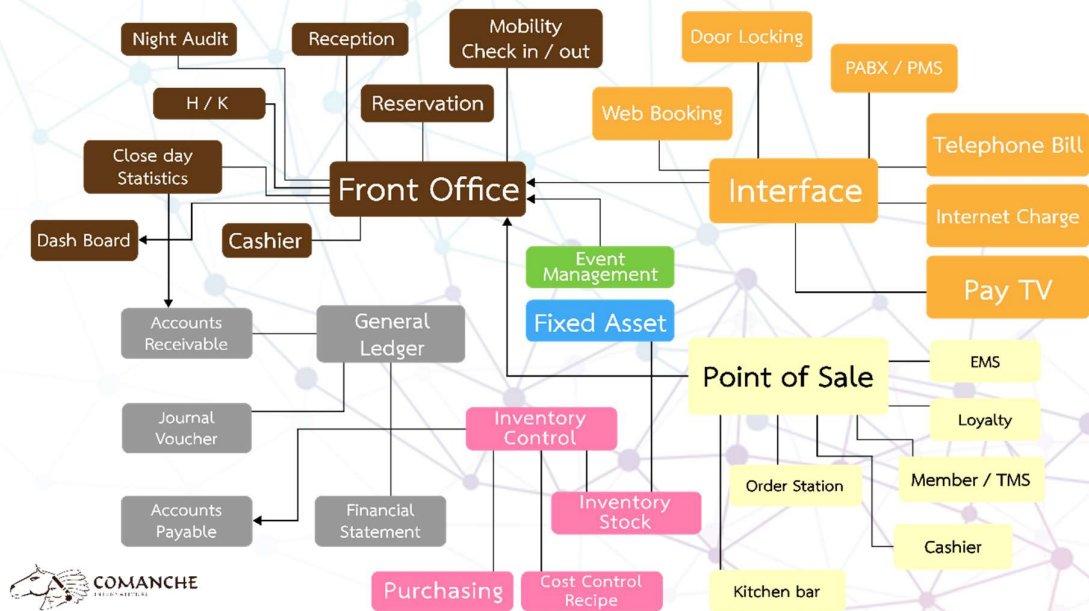 Night Audit
Reception
Mobility
Check in / out
Door Locking
PABX / PMS
H / K
Reservation
Web Booking
Close day
Statistics
Front Office
Interface
Telephone Bill
Internet Charge
Dash Board
Cashier
Event
Management
Pay TV
Accounts
Receivable
General
Ledger
Fixed Asset
Point of Sale
EMS
Loyalty
Journal
Voucher
Inventory
Control
Member / TMS
Order Station
Accounts
Payable
Financial
Statement
Inventory
Stock
Cashier
Purchasing
Cost Control
Recipe
Kitchen bar
COMANCHE
INTERNATIONAL